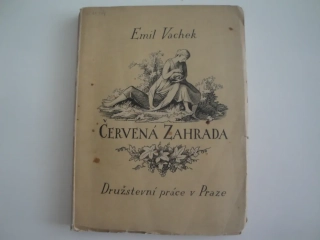 Emil Vachek
ČERVENÁ ZAHRADA
Družstevní práce v Praze